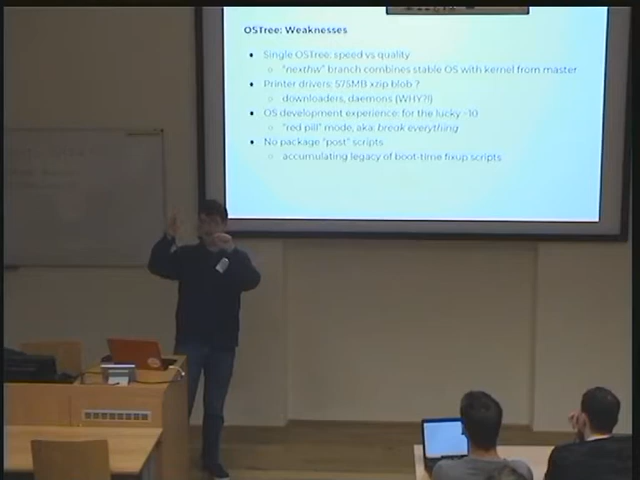 OSTree: Weaknesses
Single OSTree: speed vs quality
"nexthw" branch combines stable OS with kernel from master
Printer drivers: 575MB xzip blob ?
downloaders, daemons (WHY?!)
OS development experience: for the lucky ~10
"red pill" mode, aka: break everything
No package "post" scripts
accumulating legacy of boot-time fixup scripts